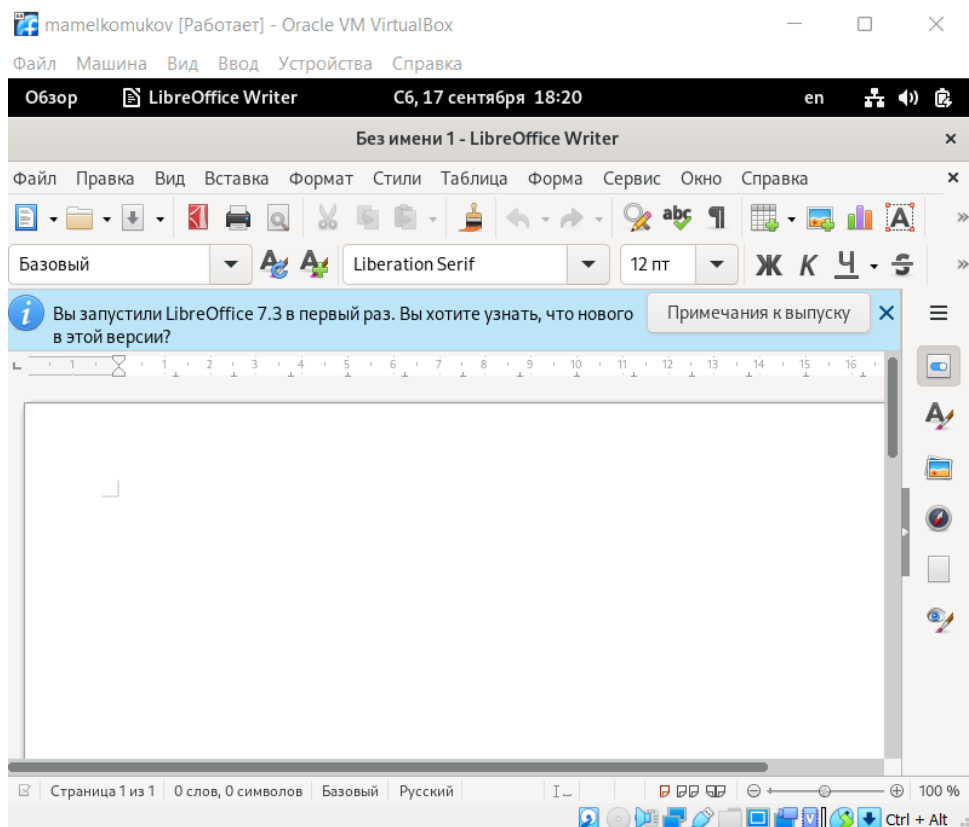 mamelkomukov [Работает] - Oracle VM VirtualBox
Файл Машина Вид Ввод Устройства Справка
Обзор LibreOffice Writer Сб, 17 сентября 18:20 en
Без имени 1 - LibreOffice Writer
Файл Правка Вид Вставка Формат Стили Таблица Форма Сервис Окно Справка
abc ¶ A
Базовый Liberation Serif 12 пт Ж К Ч S
Вы запустили LibreOffice 7.3 в первый раз. Вы хотите узнать, что нового Примечания к выпуску
в этой версии?
1 1 2 3 4 5 6 7 8 9 10 11 12 13 14 15 16
Страница 1 из 1 0 слов, 0 символов Базовый Русский 100 %
Ctrl + Alt